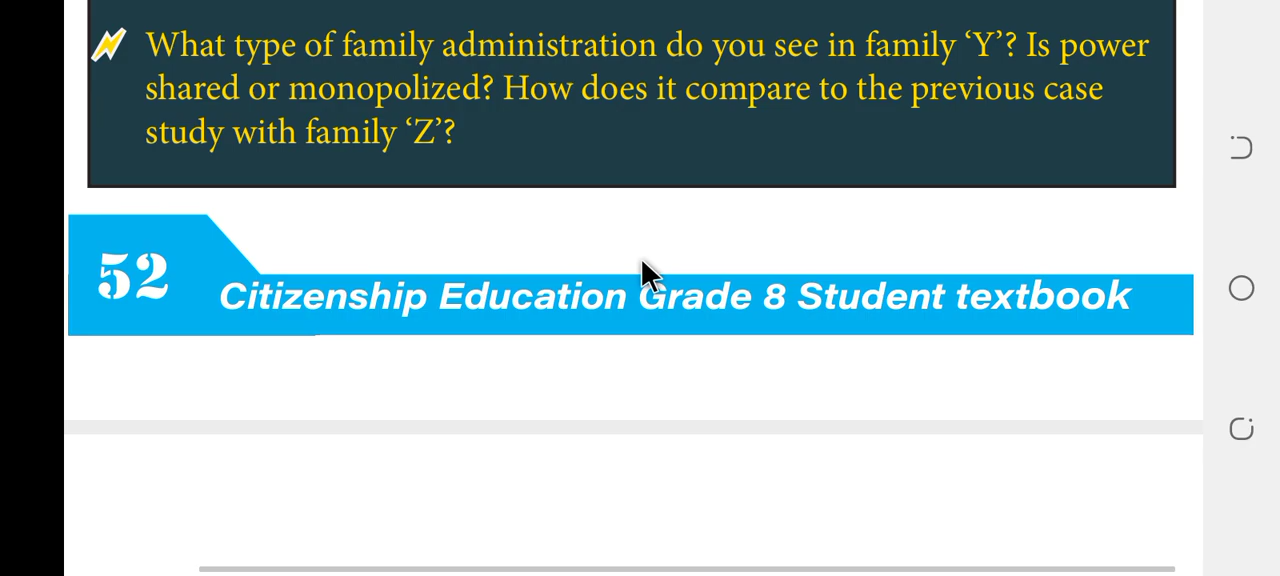 What type of family administration do you see in family ‘Y’? Is power
shared or monopolized? How does it compare to the previous case
study with family ‘Z’?
52
Citizenship Education Grade 8 Student textbook